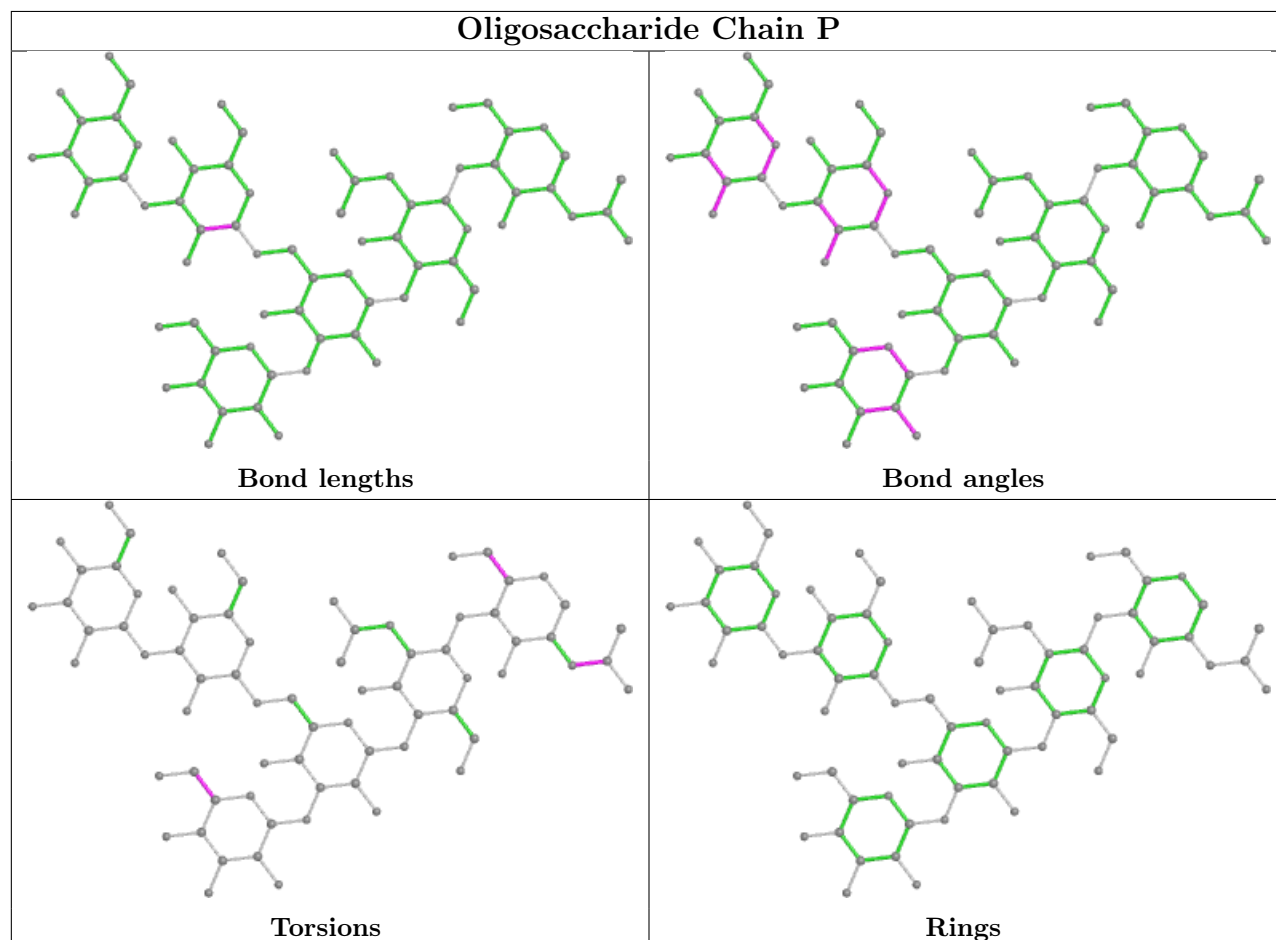 Oligosaccharide Chain P
Bond lengths
Bond angles
Torsions
Rings